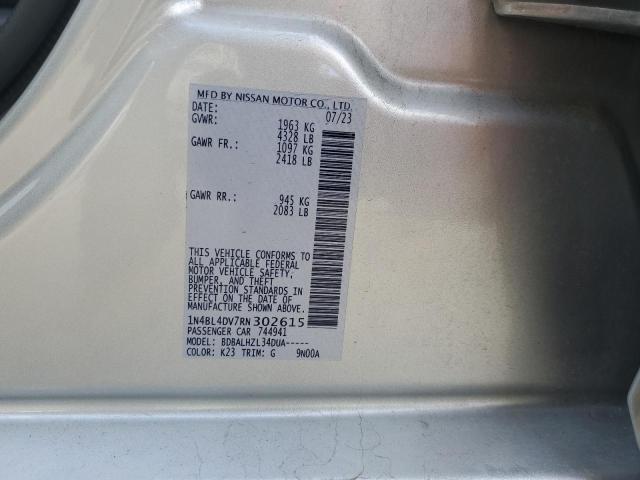 MFD BY NISSAN MOTOR CO., LTD.
DATE: 07/23
GVWR: 1963 KG
4328 LB
GAWR FR.: 1097 KG
2418 LB
GAWR RR.: 945 KG
2083 LB
THIS VEHICLE CONFORMS TO
ALL APPLICABLE FEDERAL
MOTOR VEHICLE SAFETY,
BUMPER, AND THEFT
PREVENTION STANDARDS IN
EFFECT ON THE DATE OF
MANUFACTURE SHOWN ABOVE.
1N4BL4DV7RN302615
PASSENGER CAR 744941
MODEL: BDBALHZL34DUA-----
COLOR: K23 TRIM: G 9N00A